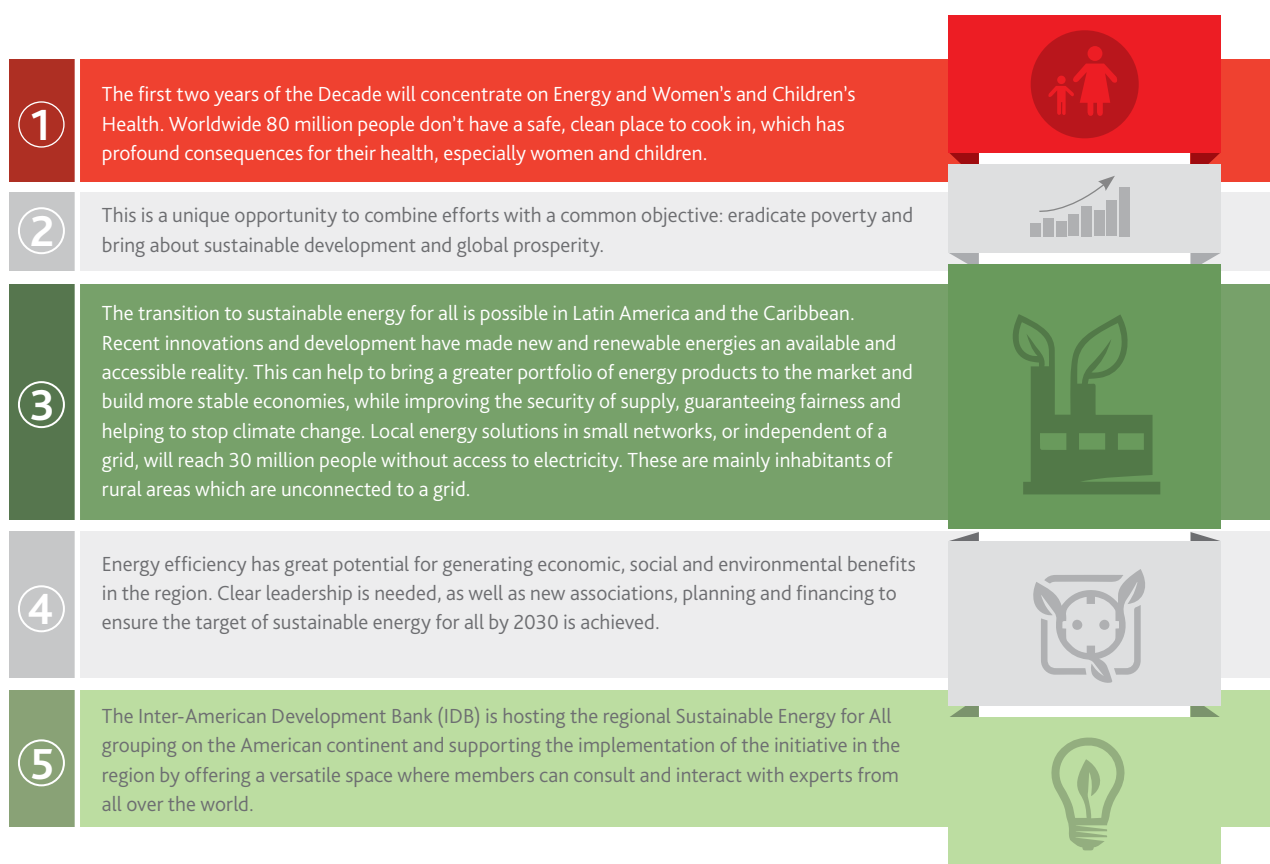 1
The first two years of the Decade will concentrate on Energy and Women's and Children's
Health. Worldwide 80 million people don't have a safe, clean place to cook in, which has
profound consequences for their health, especially women and children.
2
This is a unique opportunity to combine efforts with a common objective: eradicate poverty and
bring about sustainable development and global prosperity.
3
The transition to sustainable energy for all is possible in Latin America and the Caribbean.
Recent innovations and development have made new and renewable energies an available and
accessible reality. This can help to bring a greater portfolio of energy products to the market and
build more stable economies, while improving the security of supply, guaranteeing fairness and
helping to stop climate change. Local energy solutions in small networks, or independent of a
grid, will reach 30 million people without access to electricity. These are mainly inhabitants of
rural areas which are unconnected to a grid.
4
Energy efficiency has great potential for generating economic, social and environmental benefits
in the region. Clear leadership is needed, as well as new associations, planning and financing to
ensure the target of sustainable energy for all by 2030 is achieved.
5
The Inter-American Development Bank (IDB) is hosting the regional Sustainable Energy for All
grouping on the American continent and supporting the implementation of the initiative in the
region by offering a versatile space where members can consult and interact with experts from
all over the world.